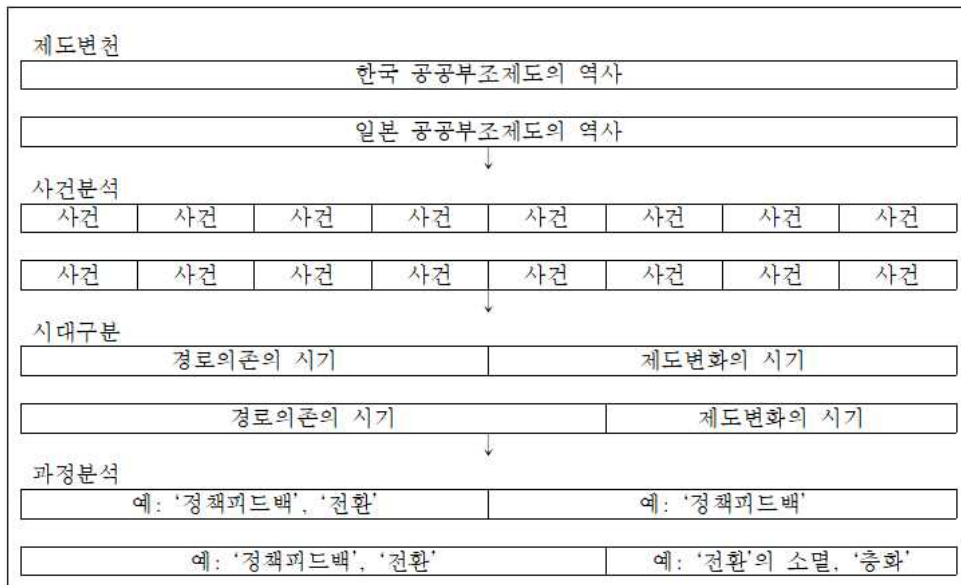 제도변천
한국 공공부조제도의 역사
일본 공공부조제도의 역사
↓
사건분석
사건 사건 사건 사건 사건 사건 사건 사건
사건 사건 사건 사건 사건 사건 사건 사건
↓
시대구분
경로의존의 시기 제도변화의 시기
경로의존의 시기 제도변화의 시기
↓
과정분석
예: ‘정책피드백’, ‘전환’ 예: ‘정책피드백’
예: ‘정책피드백’, ‘전환’ 예: ‘전환’의 소멸, ‘층화’